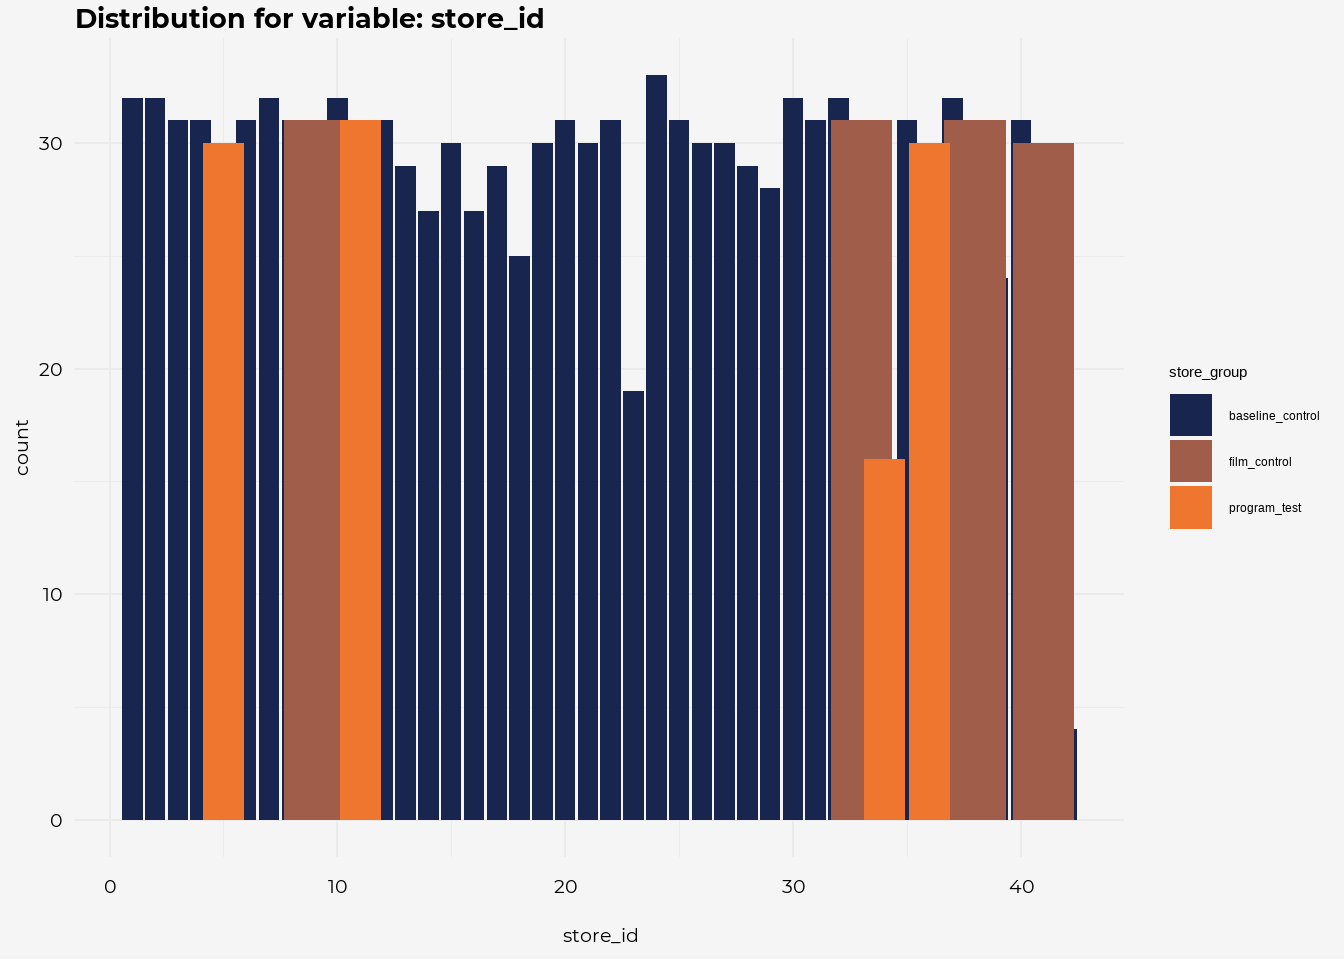 Distribution for variable: store_id
30
20
10
0
count
0 10 20 30 40
store_id
store_group
baseline_control
film_control
program_test